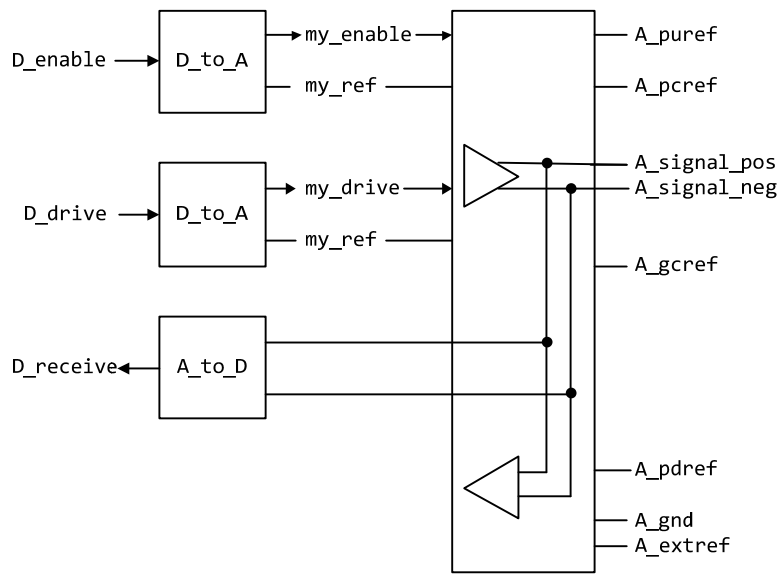 my_enable
A_puref
D_enable
D_to_A
my_ref
A_pcref
A_signal_pos
my_drive
A_signal_neg
D_drive
D_to_A
my_ref
A_gcref
D_receive
A_to_D
A_pdref
A_gnd
A_extref